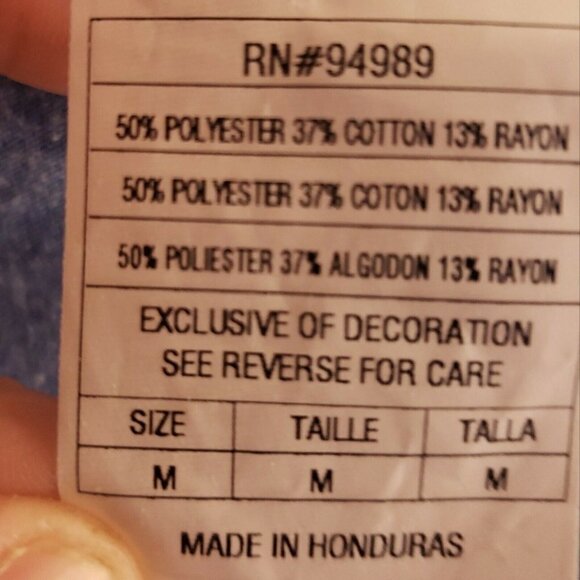 RN#94989
50% POLYESTER 37% COTTON 13% RAYON
50% POLYESTER 37% COTON 13% RAYON
50% POLIESTER 37% ALGODON 13% RAYON
EXCLUSIVE OF DECORATION
SEE REVERSE FOR CARE
SIZE TAILLE TALLA
M M M
MADE IN HONDURAS